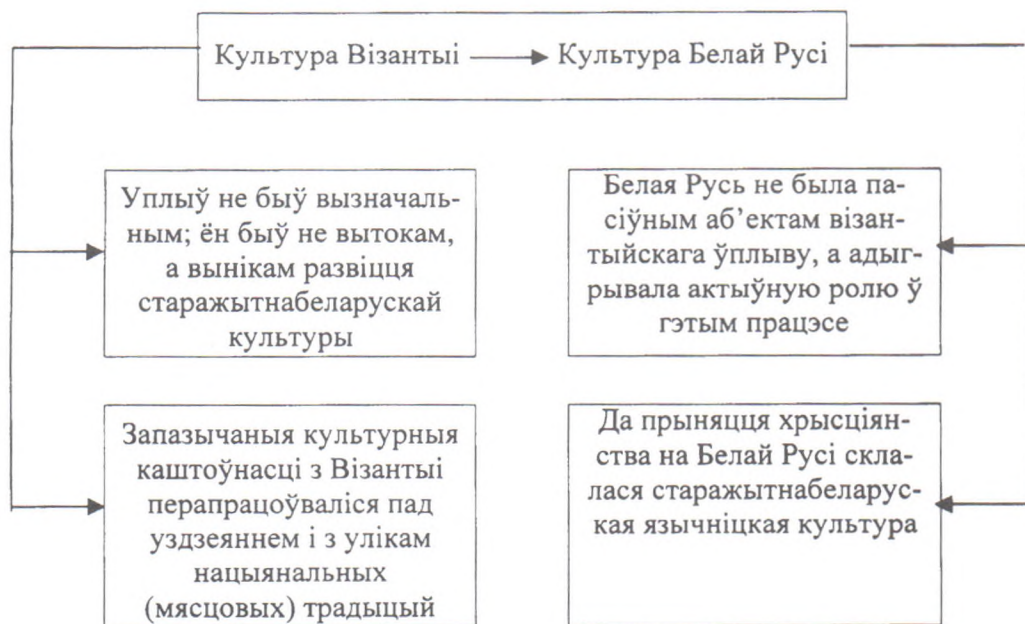 Культура Візантыі Культура Белай Русі
Уплыў не быў вызначаль-
ным; ён быў не вытокам,
а вынікам развіцця
старажытнабеларускай
культуры
Белая Русь не была па-
сіўным аб’ектам візан-
тыйскага ўплыву, а адыг-
рывала актыўную ролю ў
гэтым працэсе
Запазычаныя культурныя
каштоўнасці з Візантыі
перапрацоўваліся пад
уздзеяннем і з улікам
нацыянальных
(мясцовых) традыцый
Да прыняцця хрысціян-
ства на Белай Русі скла-
лася старажытнабеларус-
кая язычніцкая культура